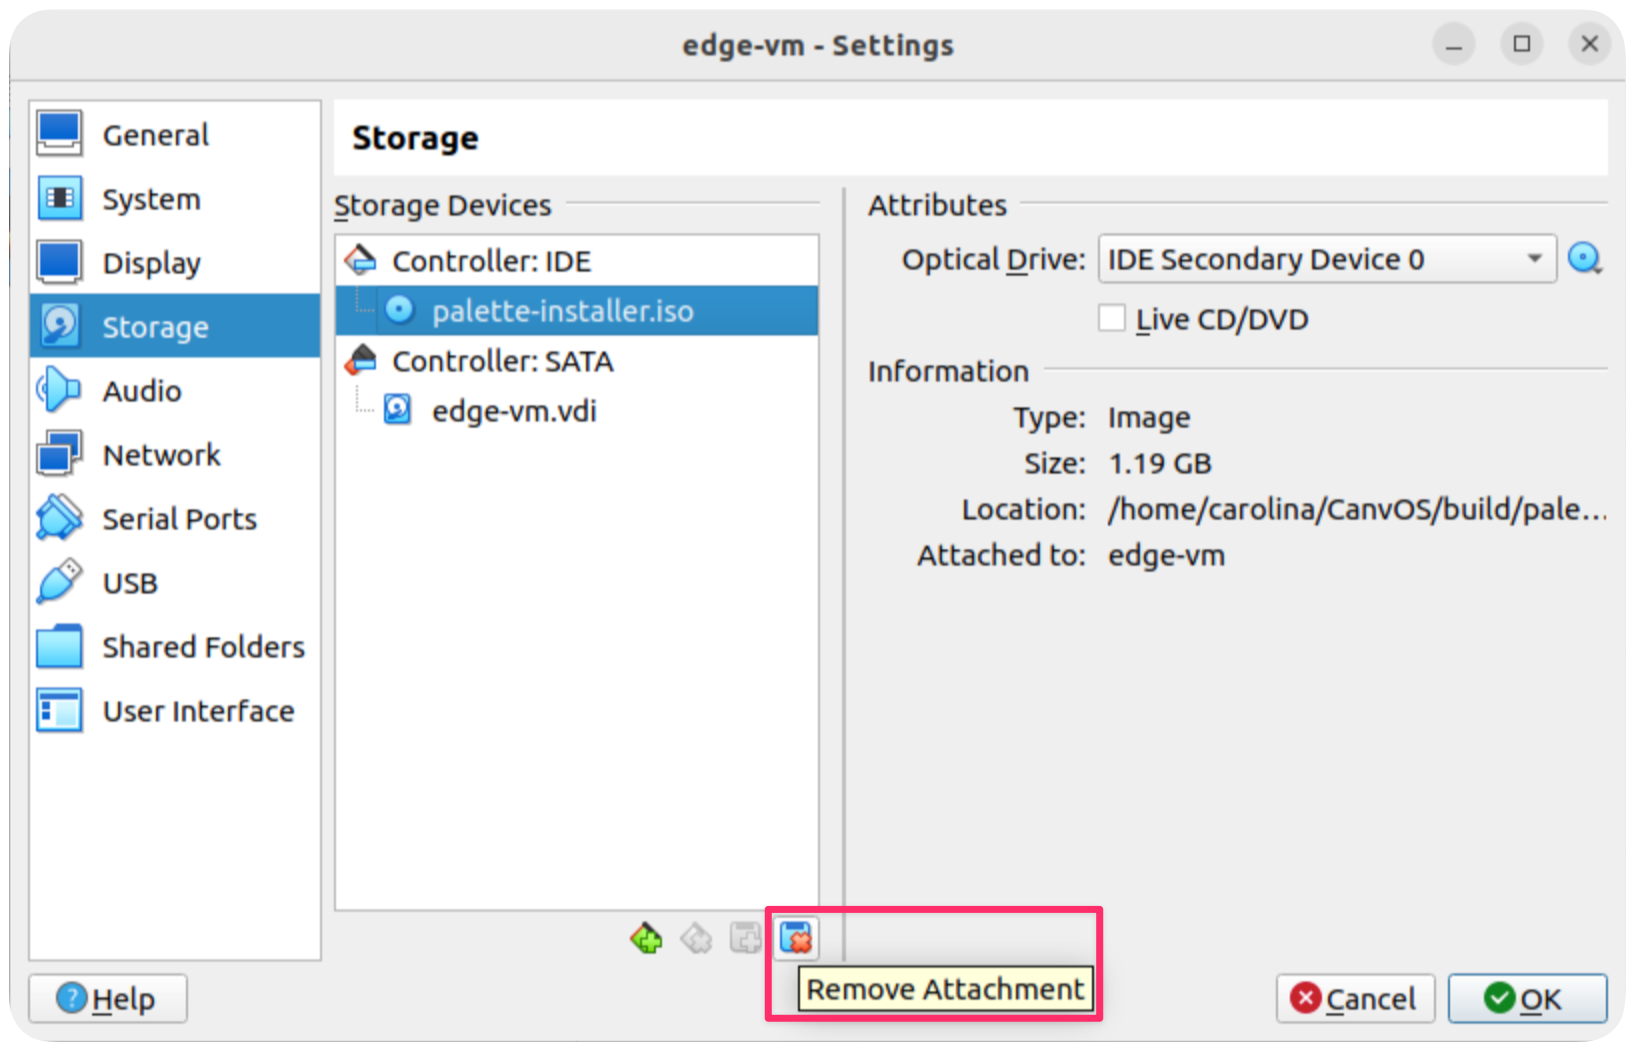 edge-vm - Settings
General
System
Display
Storage
Audio
Network
Serial Ports
USB
Shared Folders
User Interface
Storage
Storage Devices
Controller: IDE
palette-installer.iso
Controller: SATA
edge-vm.vdi
Attributes
Optical Drive: IDE Secondary Device 0
Live CD/DVD
Information
Type: Image
Size: 1.19 GB
Location: /home/carolina/CanvOS/build/pale...
Attached to: edge-vm
Remove Attachment
Help
Cancel
OK